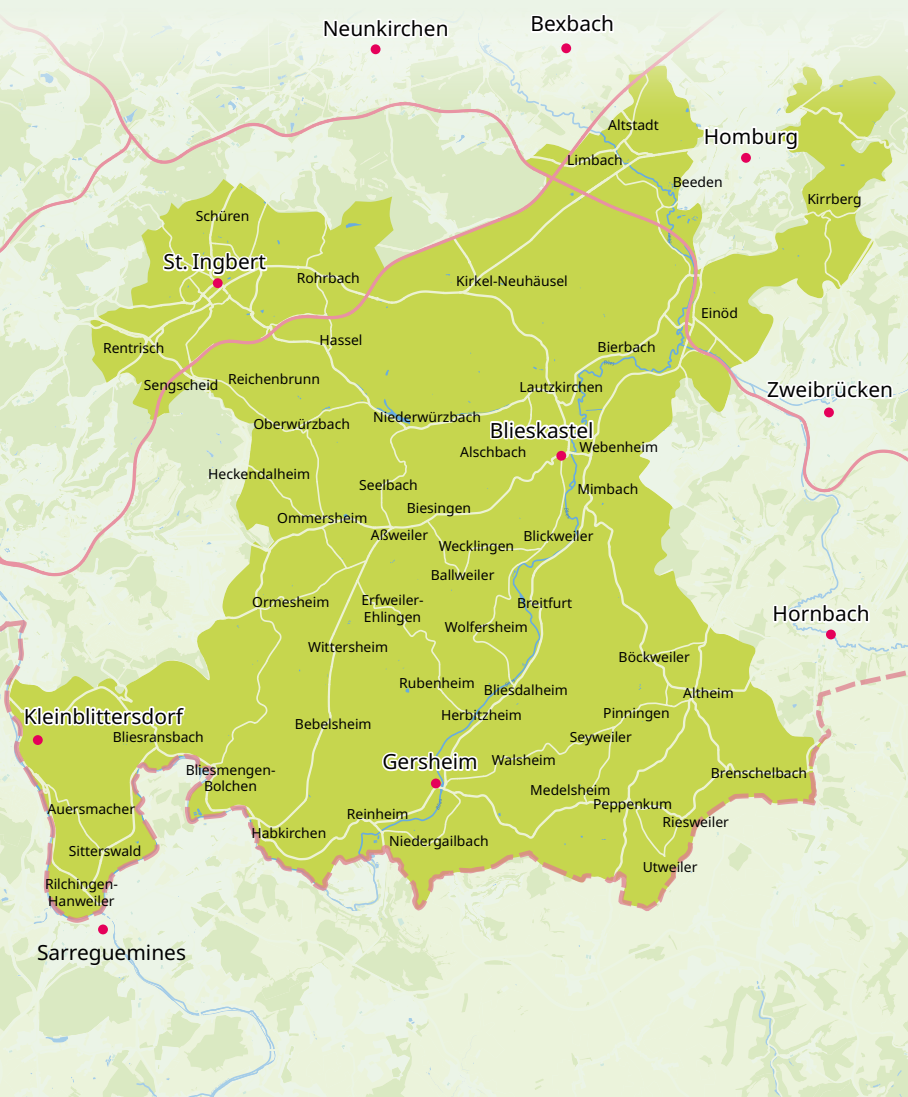 Bexbach
Neunkirchen
Altstadt
Homburg
Limbach
Beeden
Kirrberg
Schüren
St. Ingbert
Rohrbach
Kirkel-Neuhäusel
Einöd
Hassel
Rentrisch
Bierbach
Reichenbrunn
Sengscheid
Lautzkirchen
Zweibrücken
Niederwürzbach
Oberwürzbach
Blieskastel
Webenheim
Alschbach
Heckendalheim
Seelbach
Mimbach
Biesingen
Ommersheim
Aßweiler
Blickweiler
Wecklingen
Ballweiler
Ormesheim
Erfweiler-
Ehlingen
Breitfurt
Hornbach
Wolfersheim
Wittersheim
Böckweiler
Rubenheim
Bliesdalheim
Altheim
Herbitzheim
Pinningen
Kleinblittersdorf
Bebelsheim
Bliesransbach
Seyweiler
Gersheim
Walsheim
Bliesmengen-
Bolchen
Brenschelbach
Medelsheim
Peppenkum
Auersmacher
Reinheim
Riesweiler
Habkirchen
Niedergailbach
Sitterswald
Utweiler
Rilchingen-
Hanweiler
Sarreguemines